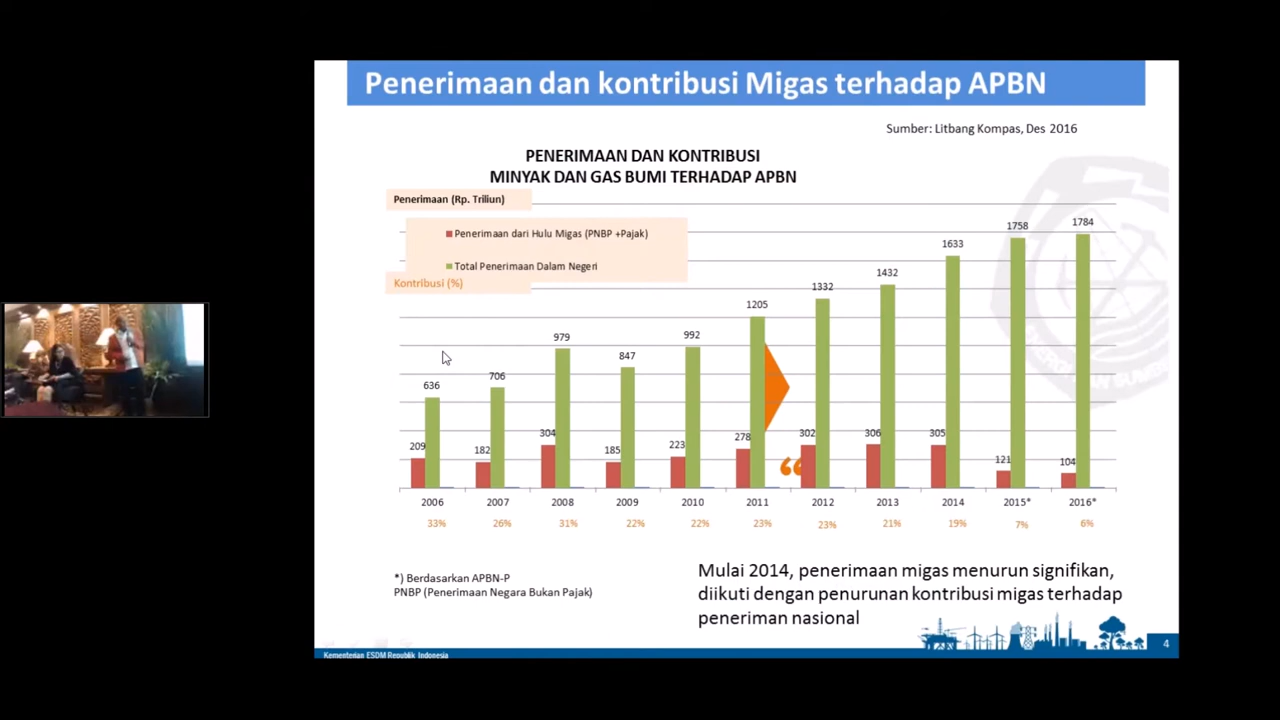 Penerimaan dan kontribusi Migas terhadap APBN
Sumber: Litbang Kompas, Des 2016
PENERIMAAN DAN KONTRIBUSI
MINYAK DAN GAS BUMI TERHADAP APBN
Penerimaan (Rp. Triliun)
Penerimaan dari Hulu Migas (PNBP +Pajak)
Total Penerimaan Dalam Negeri
Kontribusi (%)
209 636 182 706 304 979 185 847 223 992 278 1205 302 1332 306 1432 305 1633 121 1758 104 1784
“
2006 2007 2008 2009 2010 2011 2012 2013 2014 2015* 2016*
33% 26% 31% 22% 22% 23% 23% 21% 19% 7% 6%
*) Berdasarkan APBN-P
PNBP (Penerimaan Negara Bukan Pajak)
Mulai 2014, penerimaan migas menurun signifikan,
diikuti dengan penurunan kontribusi migas terhadap
peneriman nasional
Kementerian ESDM Republik Indonesia
4